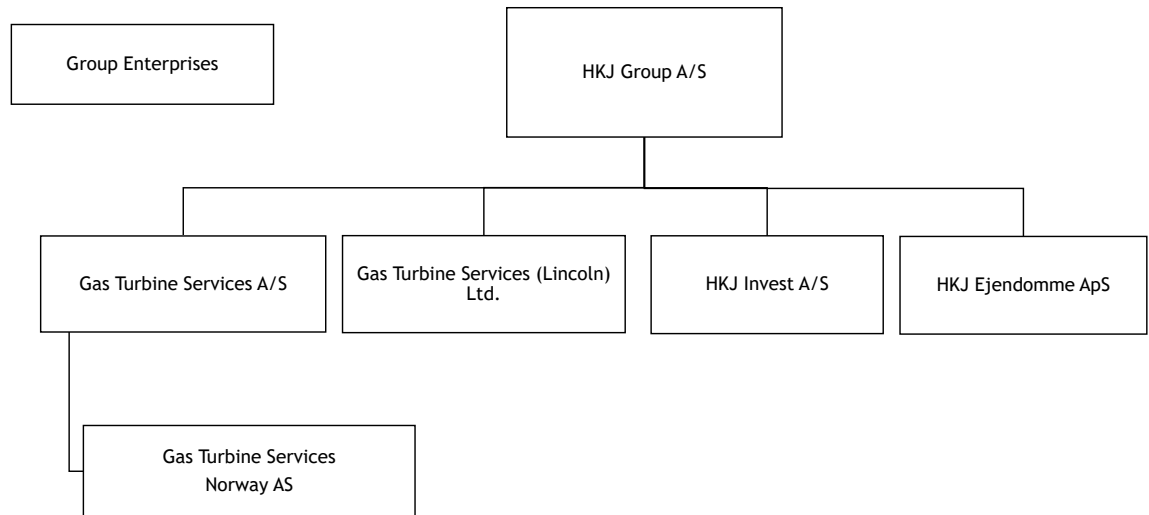 Group Enterprises
HKJ Group A/S
Gas Turbine Services A/S
Gas Turbine Services (Lincoln)
Ltd.
HKJ Invest A/S
HKJ Ejendomme ApS
Gas Turbine Services
Norway AS